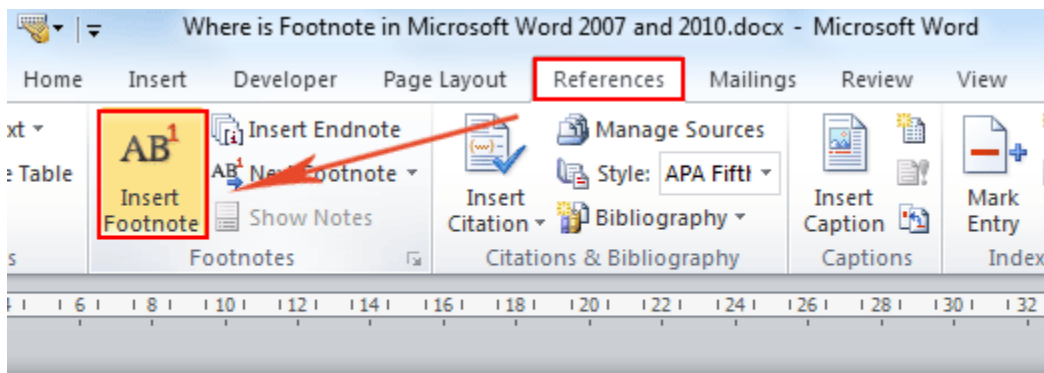 Where is Footnote in Microsoft Word 2007 and 2010.docx - Microsoft Word
Home Insert Developer Page Layout References Mailings Review View
xt
e Table
s
AB1
Insert
Footnote
Insert Endnote
AB1 Next Footnote
Show Notes
Footnotes
Insert
Citation
Manage Sources
Style: APA Fifth
Bibliography
Citations & Bibliography
Insert
Caption
Captions
Mark
Entry
Index
6 8 10 12 14 16 18 20 22 24 26 28 30 32